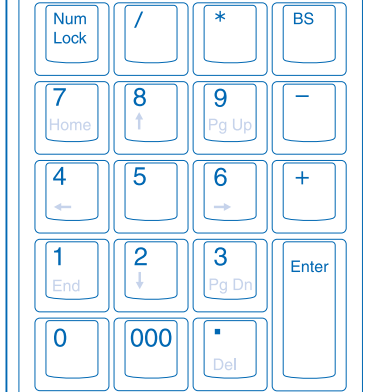 Num
Lock
/
*
BS
7
Home
8
↑
9
Pg Up
−
4
←
5
6
→
+
1
End
2
↓
3
Pg Dn
Enter
0
000
.
Del